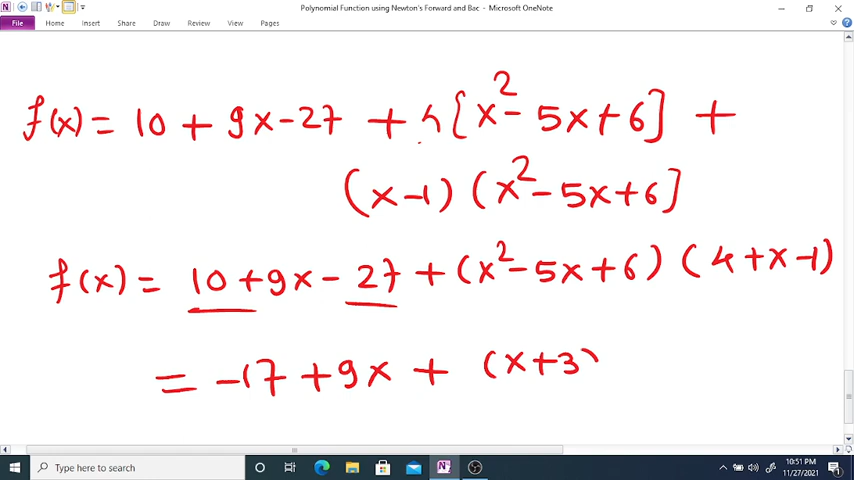 Polynomial Function using Newton's Forward and Bac - Microsoft OneNote
File Home Insert Share Draw Review View Pages
f(x) = 10 + 9x - 27 + 4[x² - 5x + 6] +
(x-1) (x² - 5x + 6]
f(x) = 10 + 9x - 27 + (x² - 5x + 6) (4 + x - 1)
= -17 + 9x + (x+3)
Type here to search
10:51 PM
11/27/2021